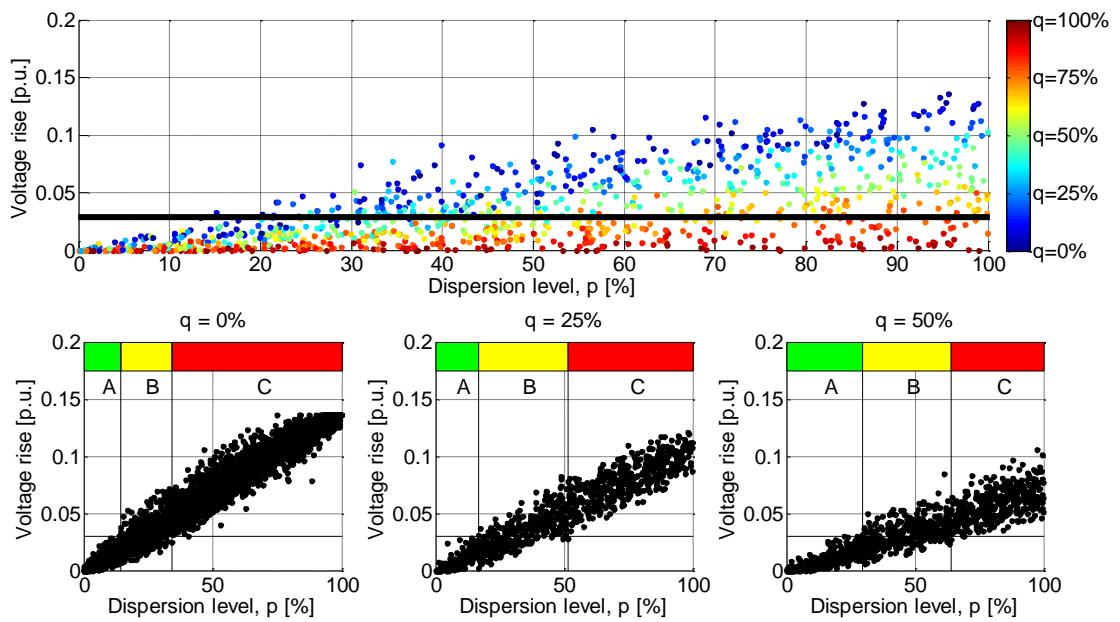 0.2
0.15
0.1
0.05
0
Voltage rise [p.u.]
0 10 20 30 40 50 60 70 80 90 100
Dispersion level, p [%]
q=100%
q=75%
q=50%
q=25%
q=0%
q = 0%
0.2
0.15
0.1
0.05
0
Voltage rise [p.u.]
A B C
0 50 100
Dispersion level, p [%]
q = 25%
0.2
0.15
0.1
0.05
0
Voltage rise [p.u.]
A B C
0 50 100
Dispersion level, p [%]
q = 50%
0.2
0.15
0.1
0.05
0
Voltage rise [p.u.]
A B C
0 50 100
Dispersion level, p [%]